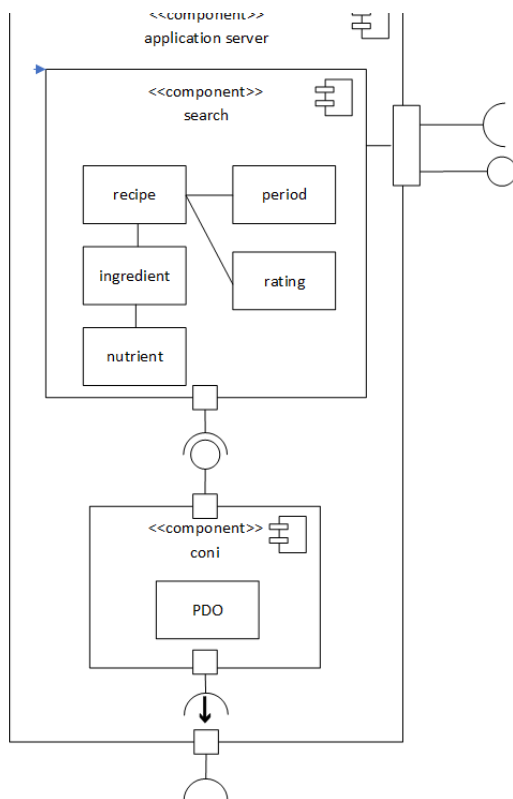 <<component>>
application server
<<component>>
search
recipe
period
ingredient
rating
nutrient
<<component>>
coni
PDO